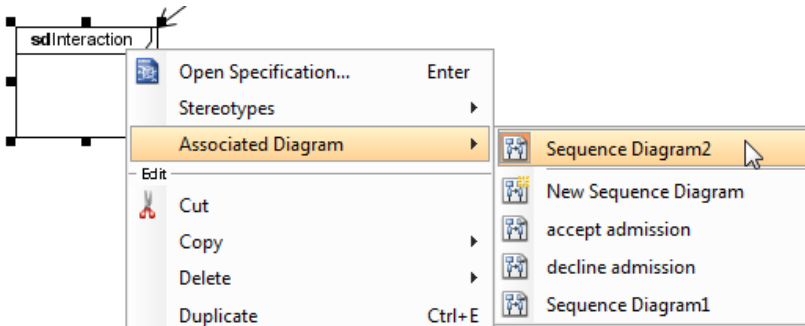 sdInteraction
Open Specification... Enter
Stereotypes
Associated Diagram
Edit
Cut
Copy
Delete
Duplicate Ctrl+E
Sequence Diagram2
New Sequence Diagram
accept admission
decline admission
Sequence Diagram1